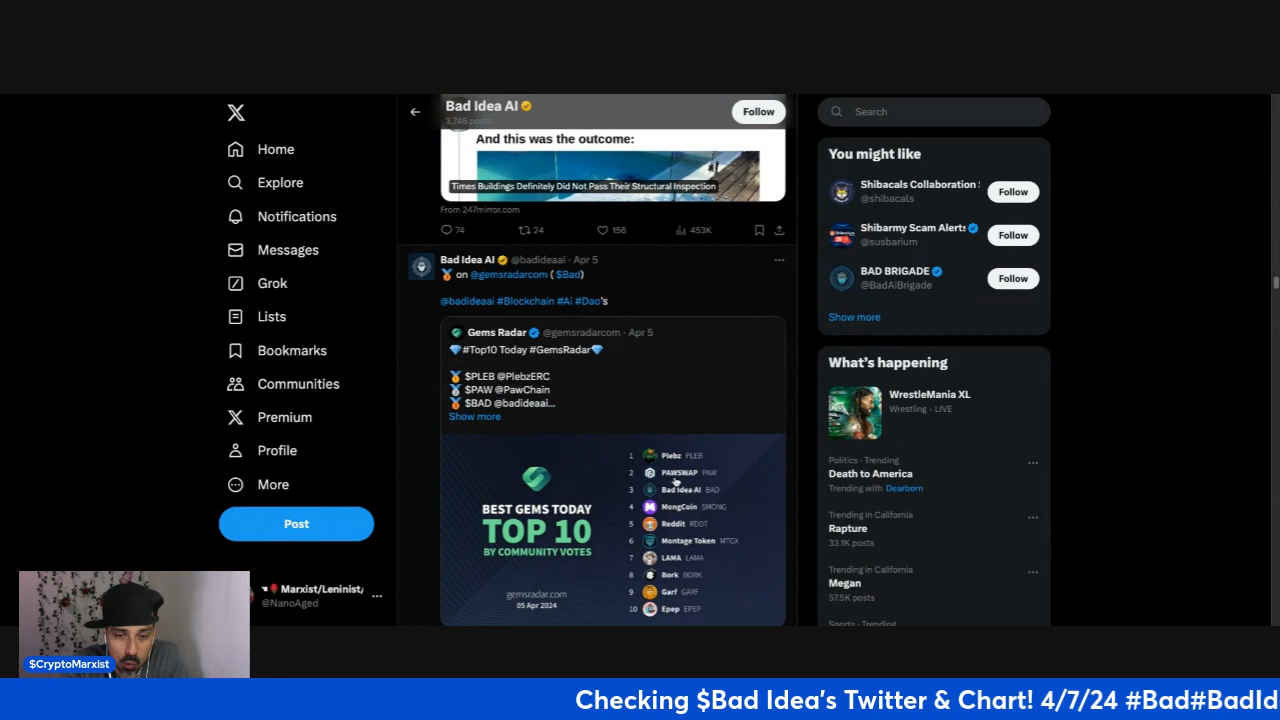 Home
Explore
Notifications
Messages
Grok
Lists
Bookmarks
Communities
Premium
Profile
More
Post
Marxist/Leninist/
@NanoAged
$CryptoMarxist
Bad Idea AI
3,746 posts
Follow
And this was the outcome:
Times Buildings Definitely Did Not Pass Their Structural Inspection
From 247mirror.com
74 24 156 453K
Bad Idea AI @badideaai · Apr 5
on @gemsradarcom ( $Bad)
@badideaai #Blockchain #Ai #Dao's
Gems Radar @gemsradarcom · Apr 5
💎#Top10 Today #GemsRadar💎
🥇 $PLEB @PlebzERC
🥈 $PAW @PawChain
🥉 $BAD @badideaai...
Show more
BEST GEMS TODAY
TOP 10
BY COMMUNITY VOTES
gemsradar.com
05 Apr 2024
1 Plebz PLEB
2 PAWSWAP PAW
3 Bad Idea AI BAD
4 MongCoin SMONG
5 Reddit RDDT
6 Montage Token MTGX
7 LAMA LAMA
8 Bork BORK
9 Garf GARF
10 Epep EPEP
Search
You might like
Shibacals Collaboration
@shibacals
Follow
Shibarmy Scam Alerts
@susbarium
Follow
BAD BRIGADE
@BadAiBrigade
Follow
Show more
What's happening
WrestleMania XL
Wrestling · LIVE
Politics · Trending
Death to America
Trending with Dearborn
Trending in California
Rapture
33.1K posts
Trending in California
Megan
57.5K posts
Sports · Trending
Checking $Bad Idea's Twitter & Chart! 4/7/24 #Bad#BadId